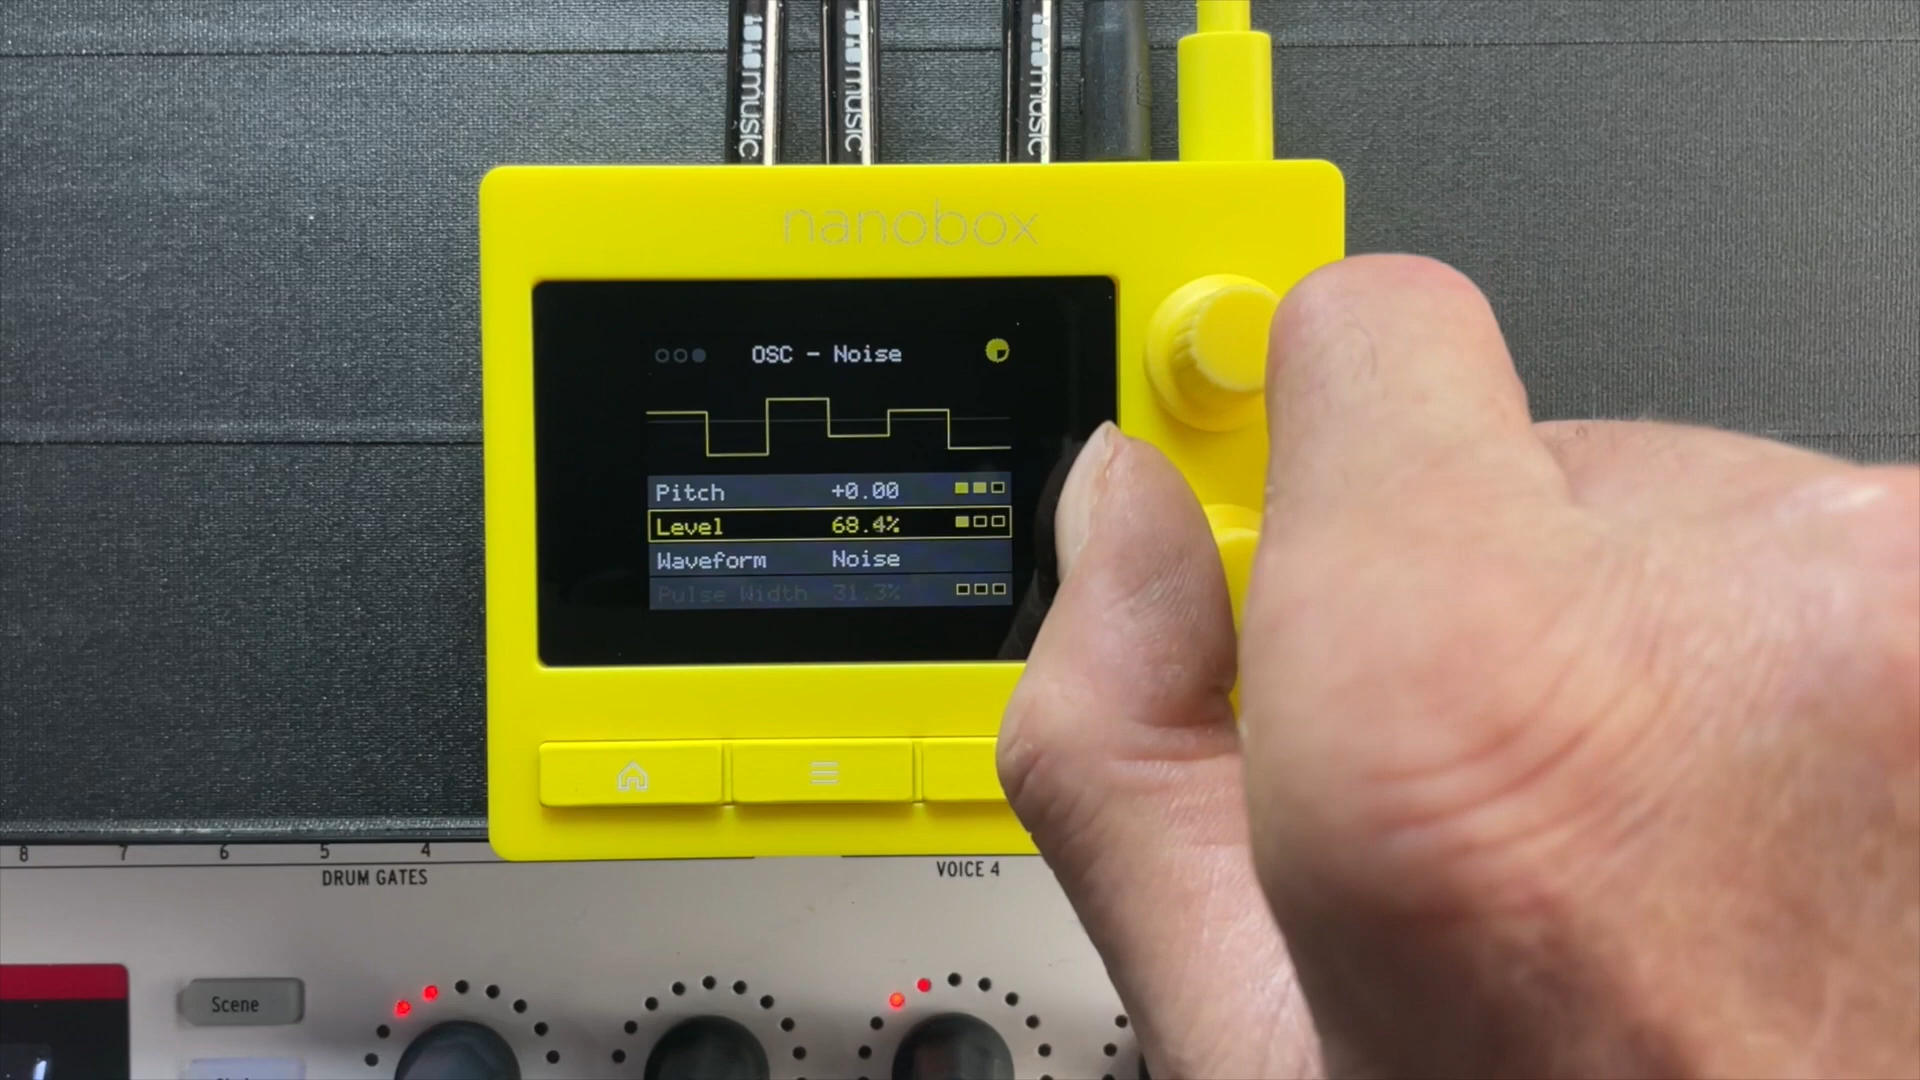 1010music
1010music
1010music
nanobox
OSC - Noise
Pitch +0.00
Level 68.4%
Waveform Noise
Pulse Width 31.3%
8 7 6 5 4
DRUM GATES
VOICE 4
Scene